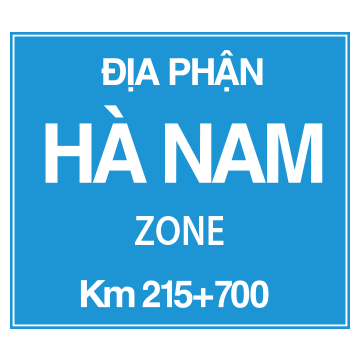 ĐỊA PHẬN
HÀ NAM
ZONE
Km 215+700